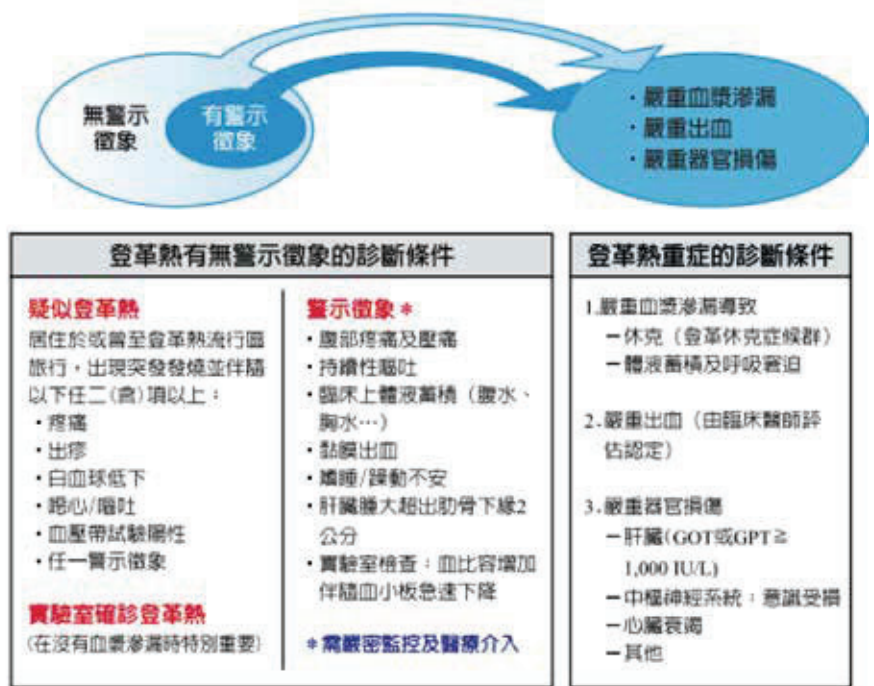 無警示
徵象
有警示
徵象
・嚴重血漿滲漏
・嚴重出血
・嚴重器官損傷
登革熱有無警示徵象的診斷條件
疑似登革熱
居住於或曾至登革熱流行區
旅行，出現突發發燒並伴隨
以下任二(含)項以上：
・疼痛
・出疹
・白血球低下
・噁心/嘔吐
・血壓帶試驗陽性
・任一警示徵象
實驗室確診登革熱
(在沒有血漿滲漏時特別重要)
警示徵象＊
・腹部疼痛及壓痛
・持續性嘔吐
・臨床上體液蓄積（腹水、
胸水…）
・黏膜出血
・嗜睡/躁動不安
・肝臟腫大超出肋骨下緣2
公分
・實驗室檢查：血比容增加
伴隨血小板急速下降
＊需嚴密監控及醫療介入
登革熱重症的診斷條件
1.嚴重血漿滲漏導致
－休克（登革休克症候群）
－體液蓄積及呼吸窘迫
2.嚴重出血（由臨床醫師評
估認定）
3.嚴重器官損傷
－肝臟(GOT或GPT≧
1,000 IU/L)
－中樞神經系統：意識受損
－心臟衰竭
－其他